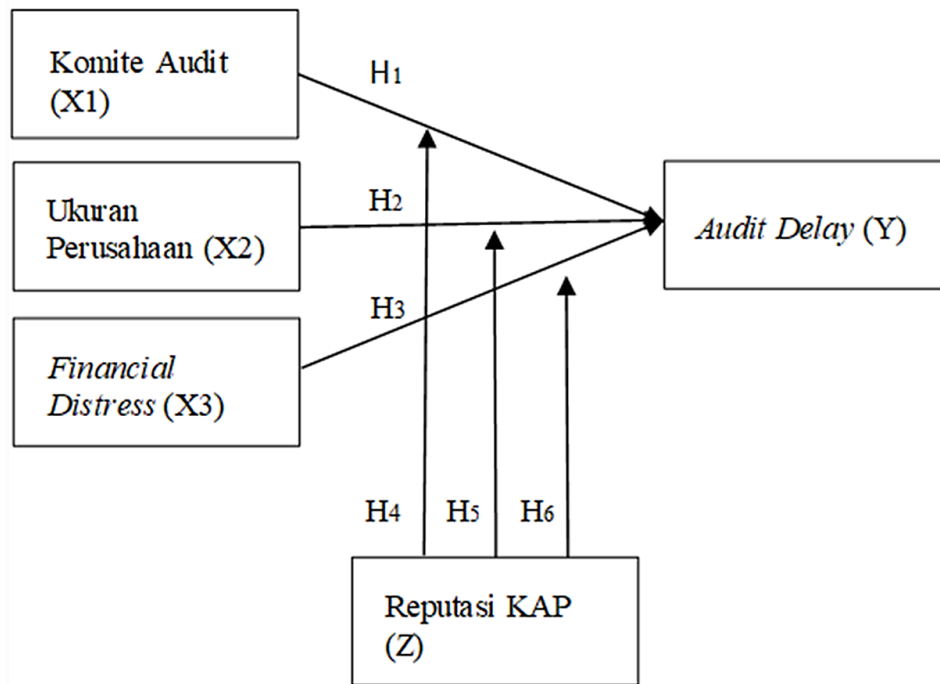 Komite Audit
(X1)
H1
Ukuran
Perusahaan (X2)
H2
Audit Delay (Y)
Financial
Distress (X3)
H3
H4
H5
H6
Reputasi KAP
(Z)